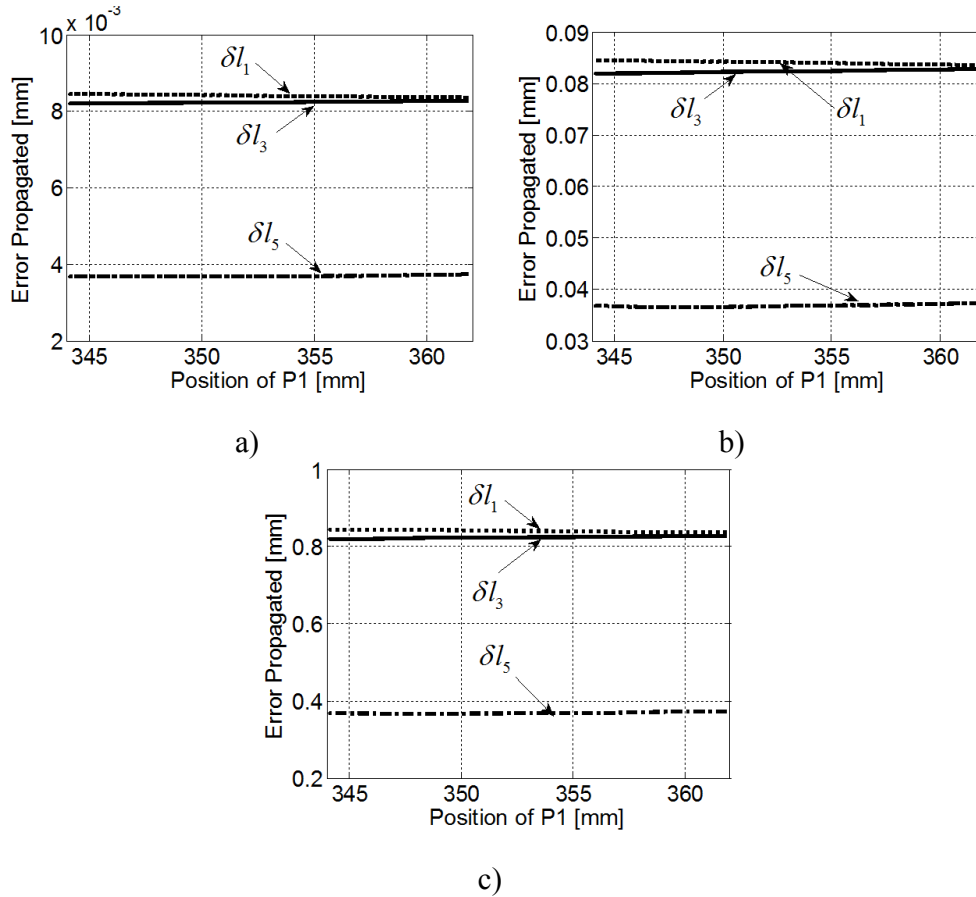 x 10⁻³
10
8
6
4
2
Error Propagated [mm]
δl₁
δl₃
δl₅
345 350 355 360
Position of P1 [mm]
a)
0.09
0.08
0.07
0.06
0.05
0.04
0.03
Error Propagated [mm]
δl₃
δl₁
δl₅
345 350 355 360
Position of P1 [mm]
b)
1
0.8
0.6
0.4
0.2
Error Propagated [mm]
δl₁
δl₃
δl₅
345 350 355 360
Position of P1 [mm]
c)